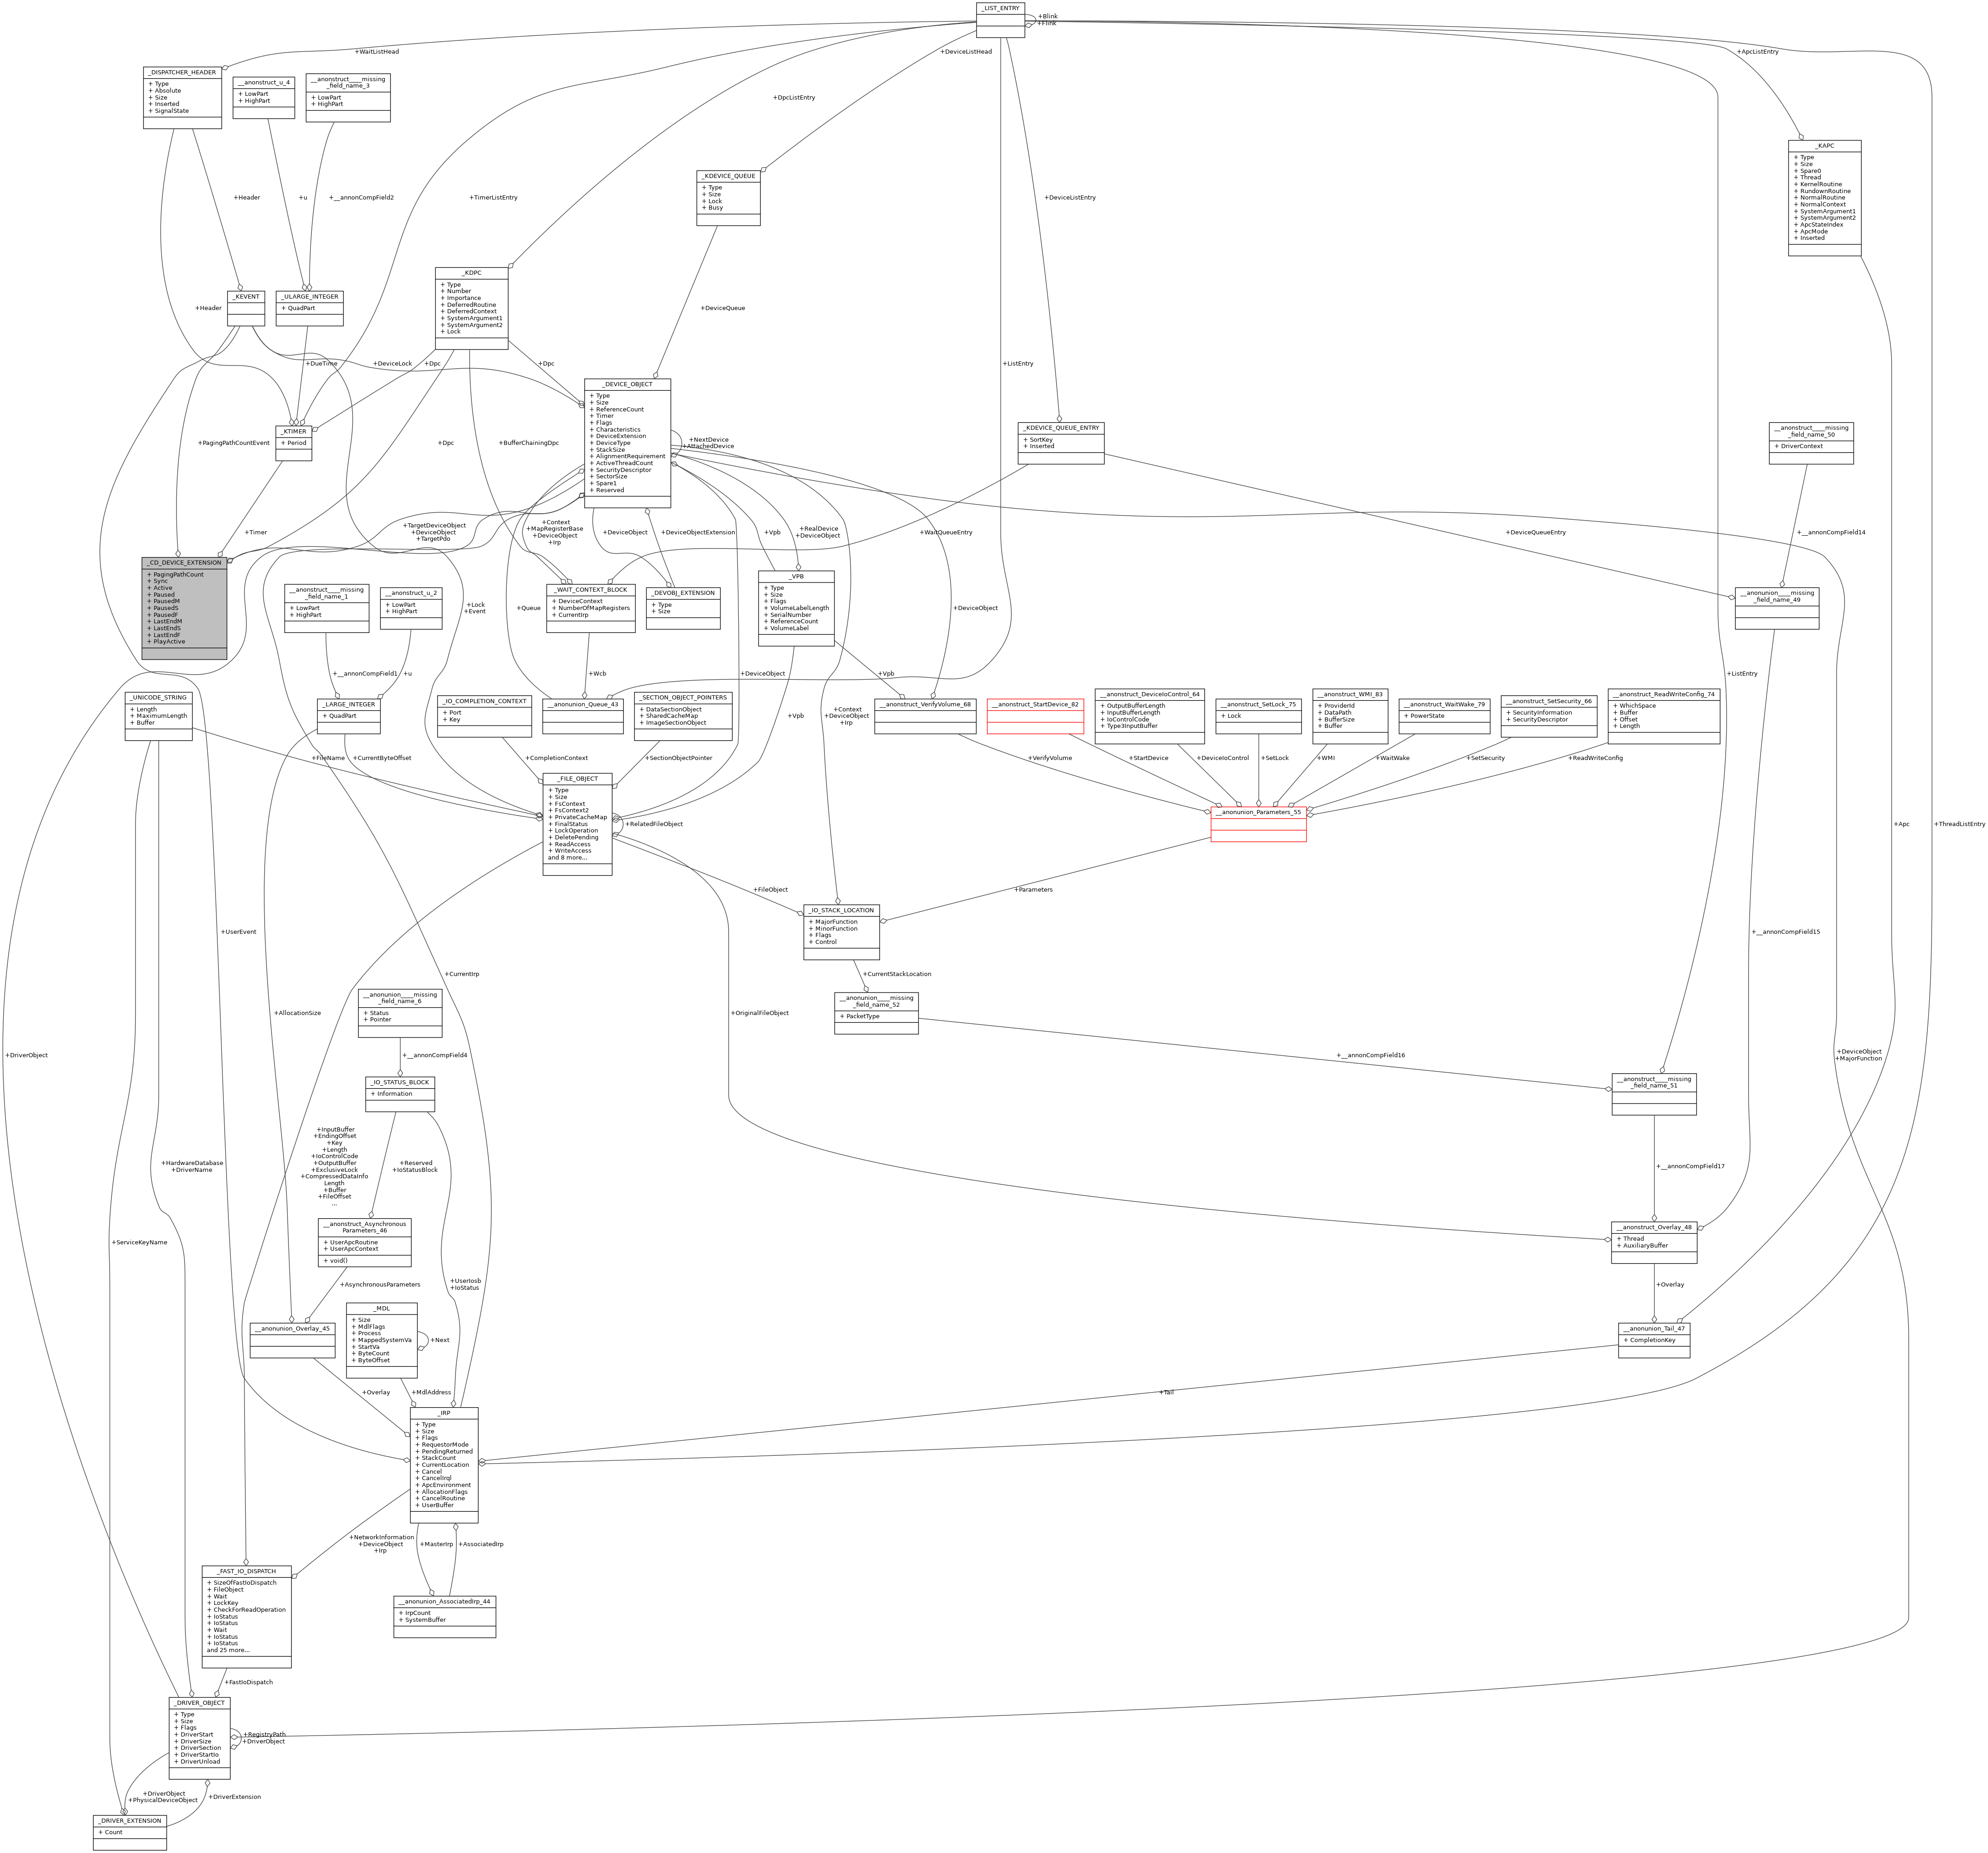 _LIST_ENTRY
+Blink
+Flink
+WaitListHead
+DeviceListHead
+ApcListEntry
_DISPATCHER_HEADER
+ Type
+ Absolute
+ Size
+ Inserted
+ SignalState
__anonstruct_u_4
+ LowPart
+ HighPart
__anonstruct____missing
_field_name_3
+ LowPart
+ HighPart
+DpcListEntry
_KAPC
+ Type
+ Size
+ Spare0
+ Thread
+ KernelRoutine
+ RundownRoutine
+ NormalRoutine
+ NormalContext
+ SystemArgument1
+ SystemArgument2
+ ApcStateIndex
+ ApcMode
+ Inserted
_KDEVICE_QUEUE
+ Type
+ Size
+ Lock
+ Busy
+Header
+u
+__annonCompField2
+TimerListEntry
+DeviceListEntry
_KDPC
+ Type
+ Number
+ Importance
+ DeferredRoutine
+ DeferredContext
+ SystemArgument1
+ SystemArgument2
+ Lock
_KEVENT
_ULARGE_INTEGER
+ QuadPart
+Header
+DeviceQueue
+DueTime
+DeviceLock
+Dpc
+Dpc
+ListEntry
_DEVICE_OBJECT
+ Type
+ Size
+ ReferenceCount
+ Timer
+ Flags
+ Characteristics
+ DeviceExtension
+ DeviceType
+ StackSize
+ AlignmentRequirement
+ ActiveThreadCount
+ SecurityDescriptor
+ SectorSize
+ Spare1
+ Reserved
+NextDevice
+AttachedDevice
_KTIMER
+ Period
_KDEVICE_QUEUE_ENTRY
+ SortKey
+ Inserted
__anonstruct____missing
_field_name_50
+ DriverContext
+PagingPathCountEvent
+Dpc
+BufferChainingDpc
+Timer
+TargetDeviceObject
+DeviceObject
+TargetPdo
+Context
+MapRegisterBase
+DeviceObject
+Irp
+DeviceObject
+DeviceObjectExtension
+Vpb
+RealDevice
+DeviceObject
+WaitQueueEntry
+DeviceQueueEntry
+__annonCompField14
_CD_DEVICE_EXTENSION
+ PagingPathCount
+ Sync
+ Active
+ Paused
+ PausedM
+ PausedS
+ PausedF
+ LastEndM
+ LastEndS
+ LastEndF
+ PlayActive
__anonstruct____missing
_field_name_1
+ LowPart
+ HighPart
__anonstruct_u_2
+ LowPart
+ HighPart
+Lock
+Event
+Queue
_WAIT_CONTEXT_BLOCK
+ DeviceContext
+ NumberOfMapRegisters
+ CurrentIrp
_DEVOBJ_EXTENSION
+ Type
+ Size
_VPB
+ Type
+ Size
+ Flags
+ VolumeLabelLength
+ SerialNumber
+ ReferenceCount
+ VolumeLabel
+DeviceObject
__anonunion____missing
_field_name_49
+__annonCompField1
+u
+Wcb
+DeviceObject
+Vpb
+ListEntry
_UNICODE_STRING
+ Length
+ MaximumLength
+ Buffer
_LARGE_INTEGER
+ QuadPart
_IO_COMPLETION_CONTEXT
+ Port
+ Key
__anonunion_Queue_43
_SECTION_OBJECT_POINTERS
+ DataSectionObject
+ SharedCacheMap
+ ImageSectionObject
+Vpb
+Context
+DeviceObject
+Irp
__anonstruct_VerifyVolume_68
__anonstruct_StartDevice_82
__anonstruct_DeviceIoControl_64
+ OutputBufferLength
+ InputBufferLength
+ IoControlCode
+ Type3InputBuffer
__anonstruct_SetLock_75
+ Lock
__anonstruct_WMI_83
+ ProviderId
+ DataPath
+ BufferSize
+ Buffer
__anonstruct_WaitWake_79
+ PowerState
__anonstruct_SetSecurity_66
+ SecurityInformation
+ SecurityDescriptor
__anonstruct_ReadWriteConfig_74
+ WhichSpace
+ Buffer
+ Offset
+ Length
+FileName
+CurrentByteOffset
+CompletionContext
+SectionObjectPointer
+VerifyVolume
+StartDevice
+DeviceIoControl
+SetLock
+WMI
+WaitWake
+SetSecurity
+ReadWriteConfig
_FILE_OBJECT
+ Type
+ Size
+ FsContext
+ FsContext2
+ PrivateCacheMap
+ FinalStatus
+ LockOperation
+ DeletePending
+ ReadAccess
+ WriteAccess
and 8 more...
+RelatedFileObject
__anonunion_Parameters_55
+Apc
+ThreadListEntry
+FileObject
+Parameters
_IO_STACK_LOCATION
+ MajorFunction
+ MinorFunction
+ Flags
+ Control
+UserEvent
+__annonCompField15
+CurrentIrp
+CurrentStackLocation
+AllocationSize
__anonunion____missing
_field_name_6
+ Status
+ Pointer
+OriginalFileObject
__anonunion____missing
_field_name_52
+ PacketType
+DriverObject
+__annonCompField4
+__annonCompField16
+DeviceObject
+MajorFunction
_IO_STATUS_BLOCK
+ Information
__anonstruct____missing
_field_name_51
+InputBuffer
+EndingOffset
+Key
+Length
+IoControlCode
+OutputBuffer
+ExclusiveLock
+CompressedDataInfo
Length
+Buffer
+FileOffset
...
+HardwareDatabase
+DriverName
+Reserved
+IoStatusBlock
+__annonCompField17
__anonstruct_Asynchronous
Parameters_46
+ UserApcRoutine
+ UserApcContext
+ void()
__anonstruct_Overlay_48
+ Thread
+ AuxiliaryBuffer
+ServiceKeyName
+AsynchronousParameters
+UserIosb
+IoStatus
+Overlay
__anonunion_Overlay_45
_MDL
+ Size
+ MdlFlags
+ Process
+ MappedSystemVa
+ StartVa
+ ByteCount
+ ByteOffset
+Next
__anonunion_Tail_47
+ CompletionKey
+Overlay
+MdlAddress
+Tail
_IRP
+ Type
+ Size
+ Flags
+ RequestorMode
+ PendingReturned
+ StackCount
+ CurrentLocation
+ Cancel
+ CancelIrql
+ ApcEnvironment
+ AllocationFlags
+ CancelRoutine
+ UserBuffer
+NetworkInformation
+DeviceObject
+Irp
+MasterIrp
+AssociatedIrp
_FAST_IO_DISPATCH
+ SizeOfFastIoDispatch
+ FileObject
+ Wait
+ LockKey
+ CheckForReadOperation
+ IoStatus
+ IoStatus
+ Wait
+ IoStatus
+ IoStatus
and 25 more...
__anonunion_AssociatedIrp_44
+ IrpCount
+ SystemBuffer
+FastIoDispatch
_DRIVER_OBJECT
+ Type
+ Size
+ Flags
+ DriverStart
+ DriverSize
+ DriverSection
+ DriverStartIo
+ DriverUnload
+RegistryPath
+DriverObject
+DriverObject
+PhysicalDeviceObject
+DriverExtension
_DRIVER_EXTENSION
+ Count